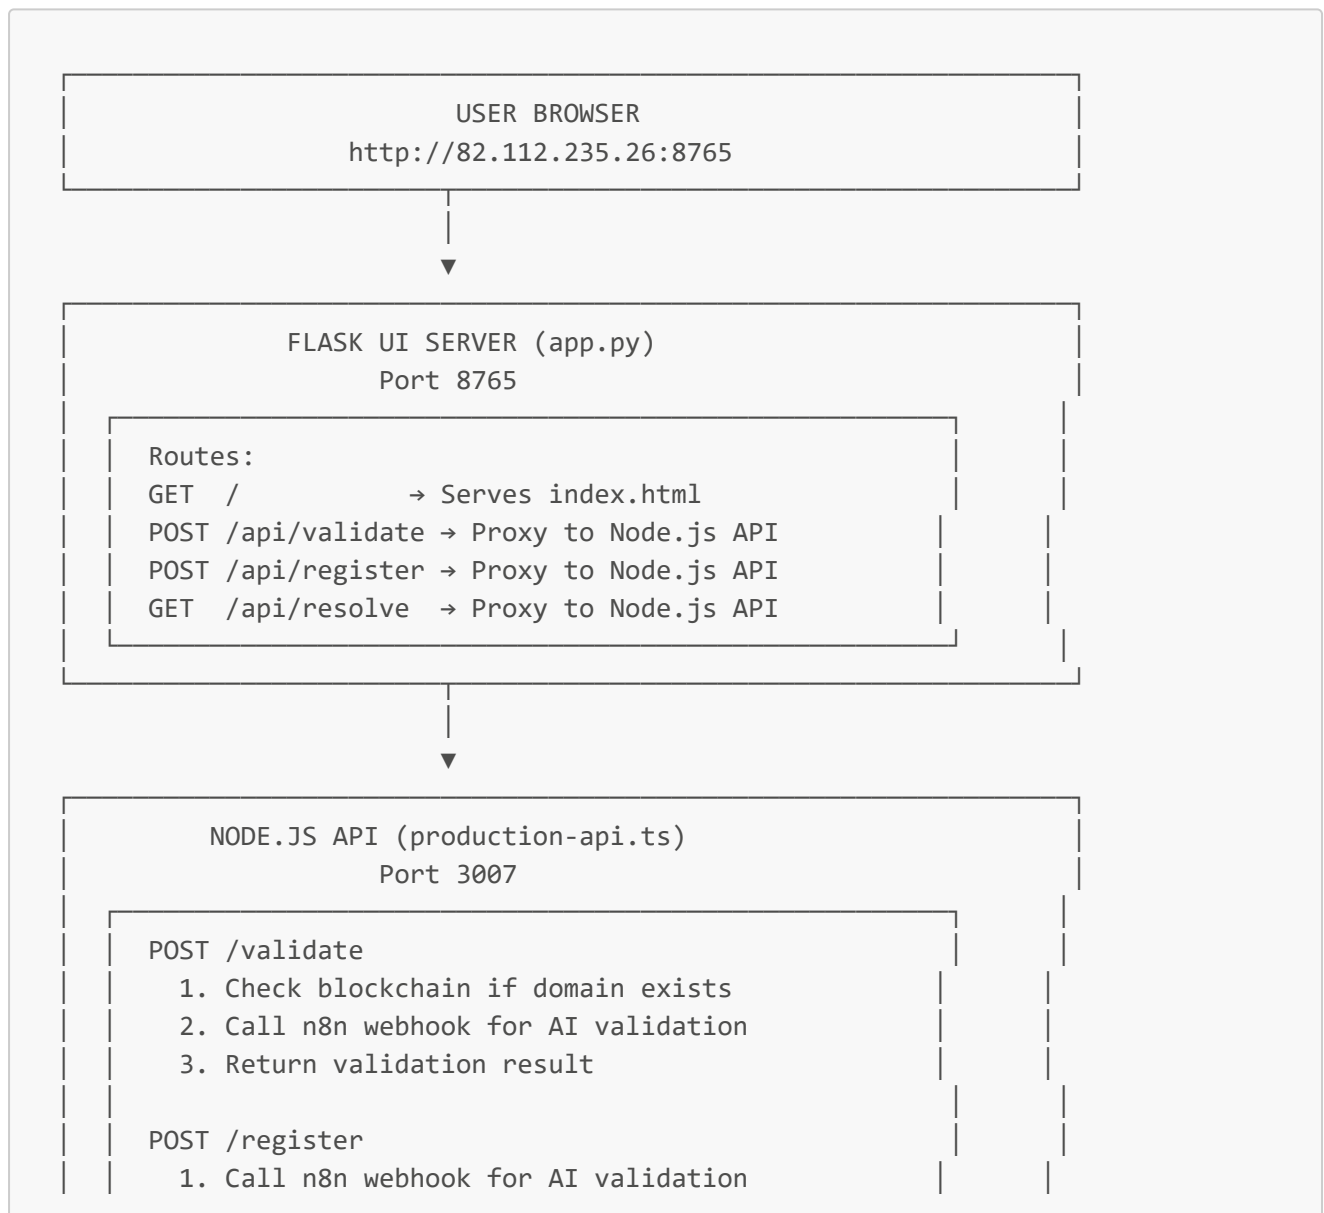 USER BROWSER
http://82.112.235.26:8765
▼
FLASK UI SERVER (app.py)
Port 8765
Routes:
GET  /           → Serves index.html
POST /api/validate → Proxy to Node.js API
POST /api/register → Proxy to Node.js API
GET  /api/resolve  → Proxy to Node.js API
▼
NODE.JS API (production-api.ts)
Port 3007
POST /validate
1. Check blockchain if domain exists
2. Call n8n webhook for AI validation
3. Return validation result
POST /register
1. Call n8n webhook for AI validation